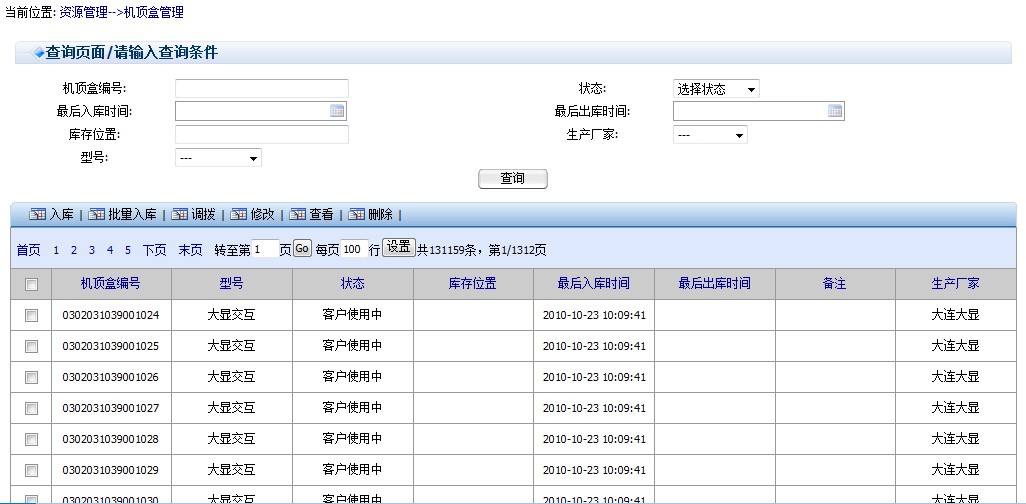 当前位置: 资源管理-->机顶盒管理
查询页面/请输入查询条件
机顶盒编号: 状态: 选择状态
最后入库时间: 最后出库时间:
库存位置: 生产厂家: ---
型号: ---
查询
入库 | 批量入库 | 调拨 | 修改 | 查看 | 删除 |
首页 1 2 3 4 5 下页 末页 转至第 1 页 Go 每页 100 行 设置 共131159条，第1/1312页
机顶盒编号 型号 状态 库存位置 最后入库时间 最后出库时间 备注 生产厂家
0302031039001024 大显交互 客户使用中 2010-10-23 10:09:41 大连大显
0302031039001025 大显交互 客户使用中 2010-10-23 10:09:41 大连大显
0302031039001026 大显交互 客户使用中 2010-10-23 10:09:41 大连大显
0302031039001027 大显交互 客户使用中 2010-10-23 10:09:41 大连大显
0302031039001028 大显交互 客户使用中 2010-10-23 10:09:41 大连大显
0302031039001029 大显交互 客户使用中 2010-10-23 10:09:41 大连大显
0302031039001030 大显交互 客户使用中 2010-10-23 10:09:41 大连大显